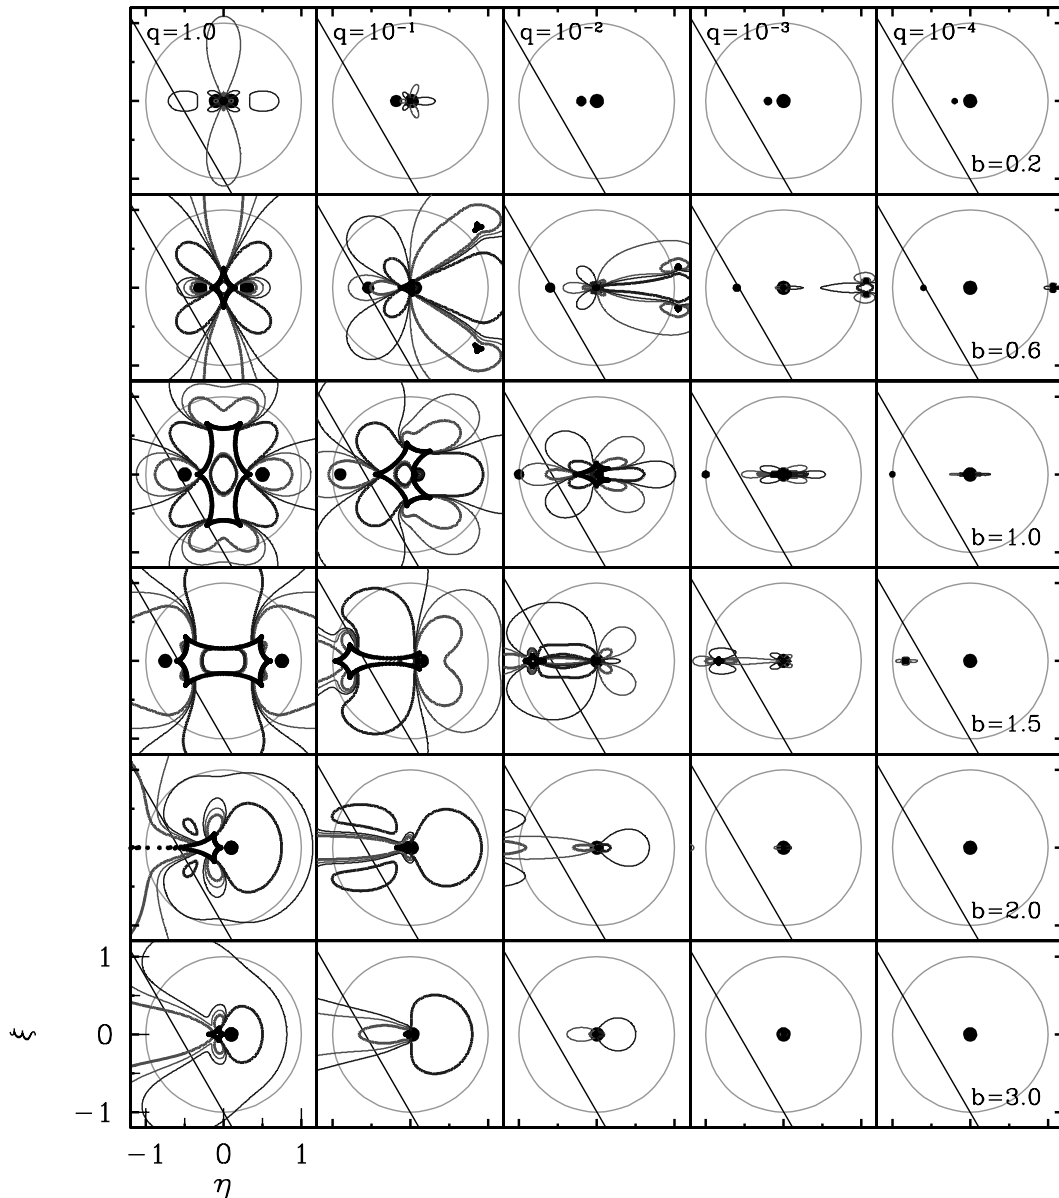 q=1.0 q=10⁻¹ q=10⁻² q=10⁻³ q=10⁻⁴
b=0.2
b=0.6
b=1.0
b=1.5
b=2.0
1
ξ 0
b=3.0
−1
−1 0 1
η